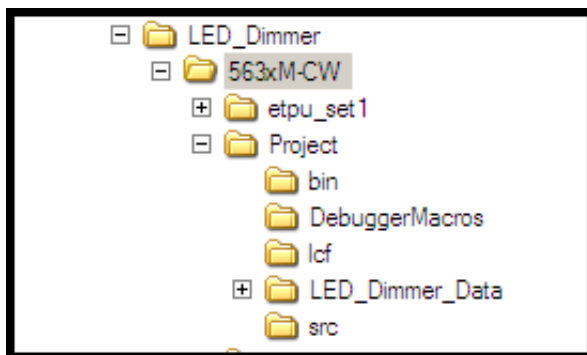 LED_Dimmer
563xM-CW
etpu_set1
Project
bin
DebuggerMacros
lcf
LED_Dimmer_Data
src